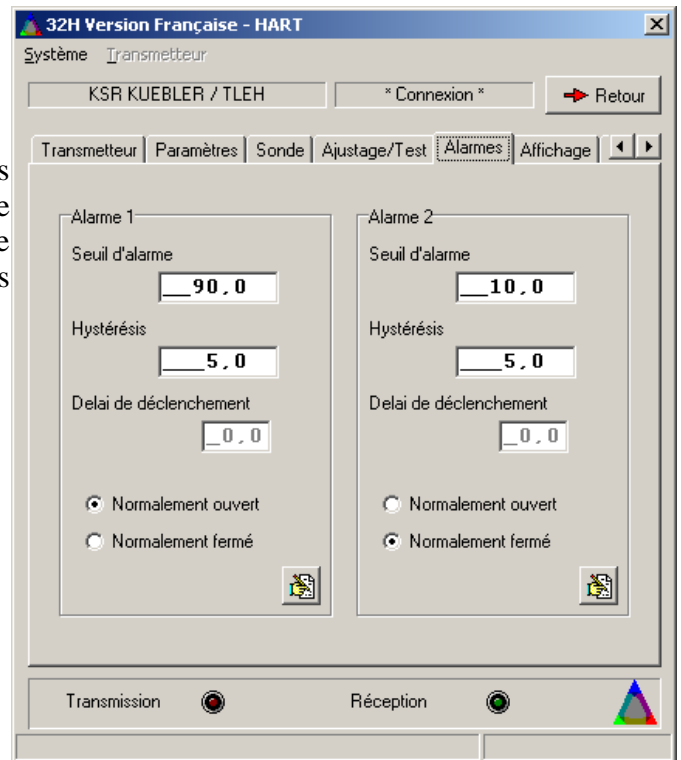 32H Version Française - HART
Système Transmetteur
KSR KUEBLER / TLEH * Connexion * Retour
Transmetteur Paramètres Sonde Ajustage/Test Alarmes Affichage
s
e
e
s
Alarme 1 Alarme 2
Seuil d'alarme Seuil d'alarme
__90,0 __10,0
Hystérésis Hystérésis
___5,0 ___5,0
Delai de déclenchement Delai de déclenchement
_0,0 _0,0
Normalement ouvert Normalement ouvert
Normalement fermé Normalement fermé
Transmission Réception